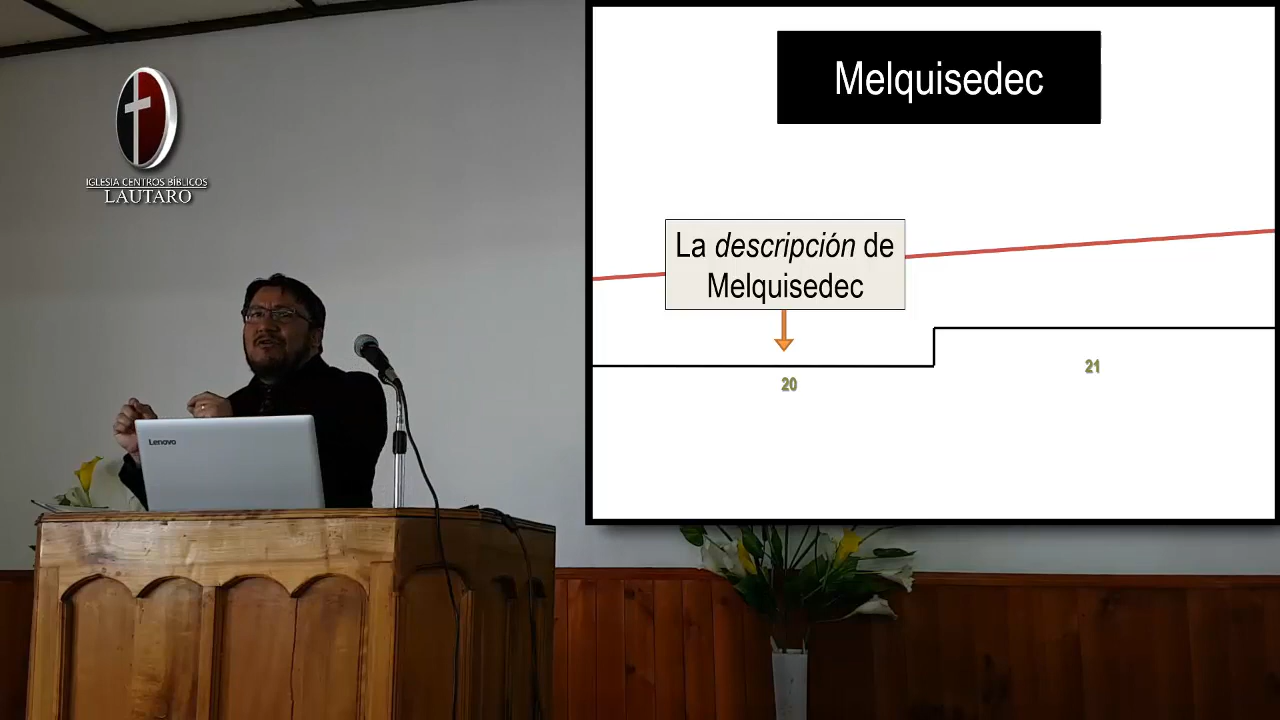 IGLESIA CENTROS BÍBLICOS
LAUTARO
Lenovo
Melquisedec
La descripción de
Melquisedec
20
21